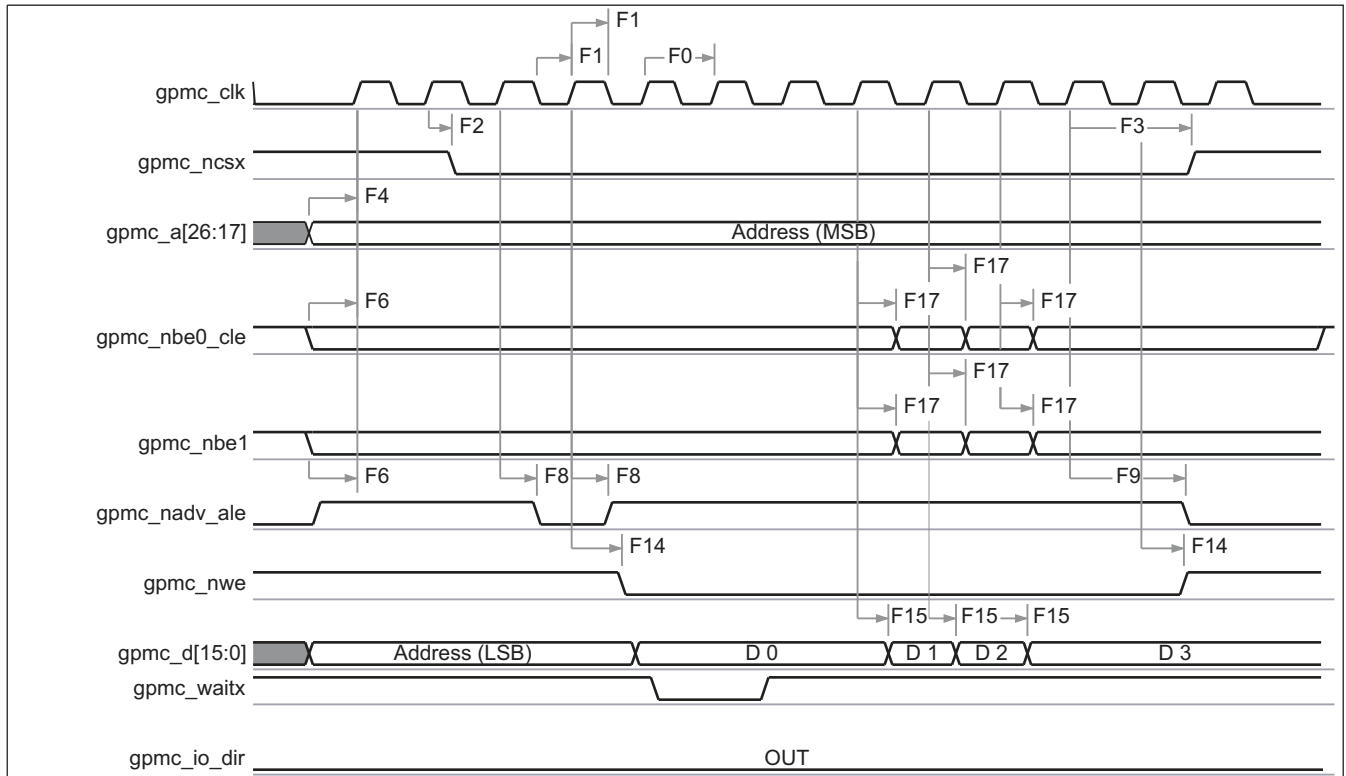 F1
F1 F0
gpmc_clk
F2 F3
gpmc_ncsx
F4
gpmc_a[26:17] Address (MSB)
F17
F6 F17 F17
gpmc_nbe0_cle
F17
F17 F17
gpmc_nbe1
F6 F8 F8 F9
gpmc_nadv_ale
F14 F14
gpmc_nwe
F15 F15 F15
gpmc_d[15:0] Address (LSB) D 0 D 1 D 2 D 3
gpmc_waitx
gpmc_io_dir OUT